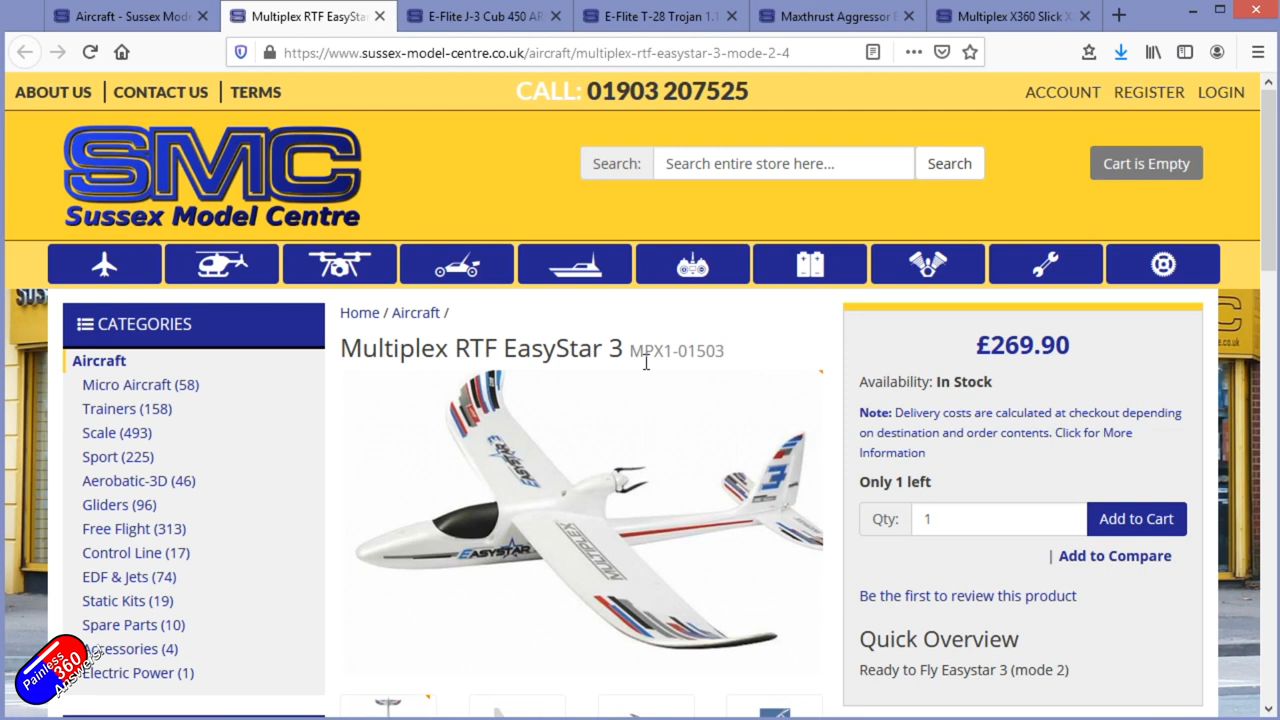 Aircraft - Sussex Mod
Multiplex RTF EasySta
E-Flite J-3 Cub 450 AR
E-Flite T-28 Trojan 1.1
Maxthrust Aggressor
Multiplex X360 Slick X
https://www.sussex-model-centre.co.uk/aircraft/multiplex-rtf-easystar-3-mode-2-4
ABOUT US | CONTACT US | TERMS
CALL: 01903 207525
ACCOUNT REGISTER LOGIN
SMC
Sussex Model Centre
Search: Search entire store here... Search
Cart is Empty
CATEGORIES
Aircraft
Micro Aircraft (58)
Trainers (158)
Scale (493)
Sport (225)
Aerobatic-3D (46)
Gliders (96)
Free Flight (313)
Control Line (17)
EDF & Jets (74)
Static Kits (19)
Spare Parts (10)
Accessories (4)
Electric Power (1)
Painless
360
Answers
Home / Aircraft /
Multiplex RTF EasyStar 3 MPX1-01503
EASYSTAR
EASYSTAR
MULTIPLEX
3
£269.90
Availability: In Stock
Note: Delivery costs are calculated at checkout depending
on destination and order contents. Click for More
Information
Only 1 left
Qty: 1 Add to Cart
| Add to Compare
Be the first to review this product
Quick Overview
Ready to Fly Easystar 3 (mode 2)